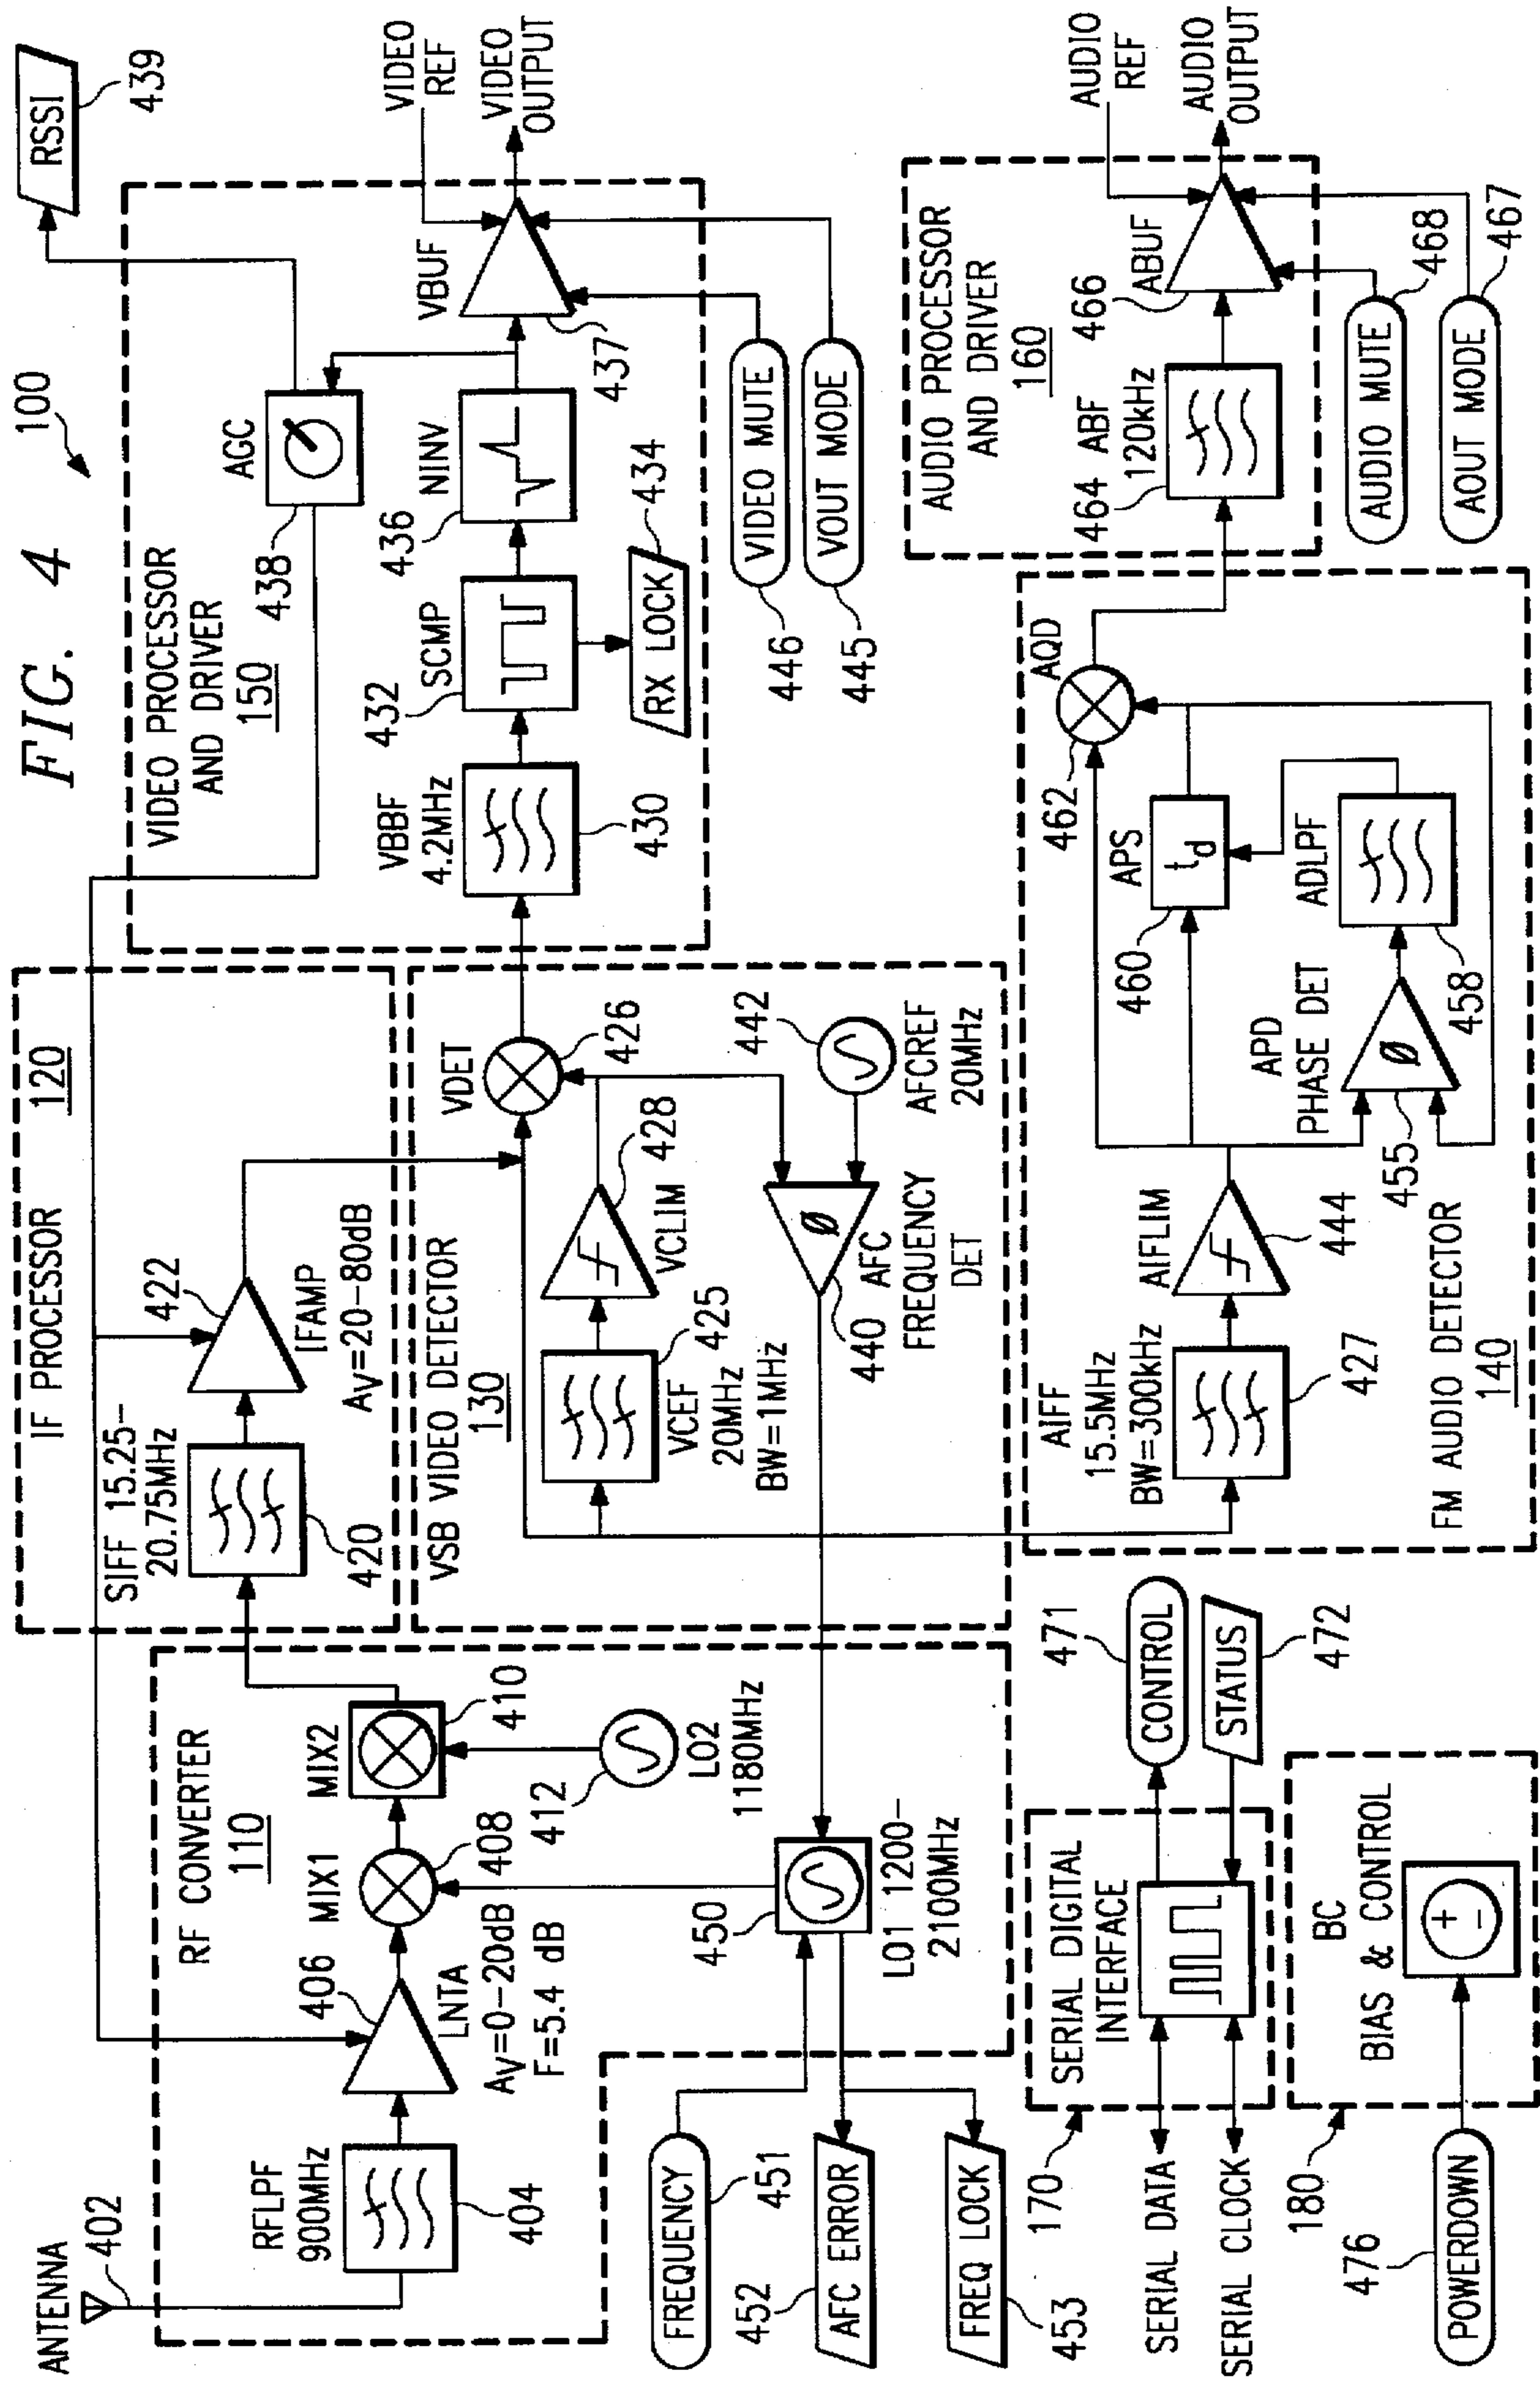 FIG. 4
100
ANTENNA
402
RF CONVERTER
110
RFLPF
900MHz
404
406
LNTA
AV=0-20dB
F=5.4 dB
MIX1
408
MIX2
410
412
LO2
1180MHz
450
LO1 1200-
2100MHz
FREQUENCY
451
452
AFC ERROR
FREQ LOCK
453
IF PROCESSOR
120
SIFF 15.25-
20.75MHz
420
422
IFAMP
AV=20-80dB
VSB VIDEO DETECTOR
130
VCEF
20MHz
BW=1MHz
425
VCLIM
428
VDET
426
442
AFCREF
20MHz
Ø
440
AFC
FREQUENCY
DET
VIDEO PROCESSOR
AND DRIVER
150
VBBF
4.2MHz
430
432
SCMP
RX LOCK
434
436
NINV
438
AGC
RSSI
439
VBUF
437
VIDEO
REF
VIDEO
OUTPUT
VIDEO MUTE
446
VOUT MODE
445
FM AUDIO DETECTOR
140
AIFF
15.5MHz
BW=300kHz
427
AIFLIM
444
APD
PHASE DET
Ø
455
ADLPF
458
APS
td
460
AQD
462
AUDIO PROCESSOR
AND DRIVER
160
464 ABF
120kHz
466
ABUF
AUDIO
REF
AUDIO
OUTPUT
AUDIO MUTE
468
AOUT MODE
467
SERIAL DIGITAL
INTERFACE
170
SERIAL DATA
SERIAL CLOCK
471
CONTROL
STATUS
472
BC
BIAS & CONTROL
+
-
180
476
POWERDOWN